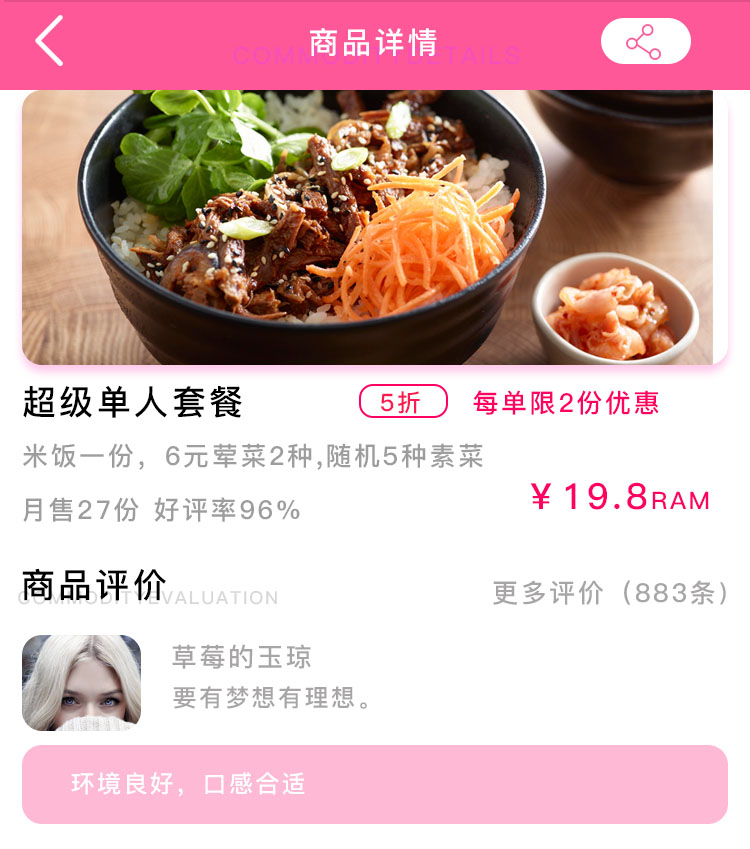 商品详情
COMMODITY DETAILS
超级单人套餐
5折
每单限2份优惠
米饭一份，6元荤菜2种,随机5种素菜
月售27份 好评率96%
¥ 19.8RAM
商品评价
COMMODITYEVALUATION
更多评价（883条）
草莓的玉琼
要有梦想有理想。
环境良好，口感合适